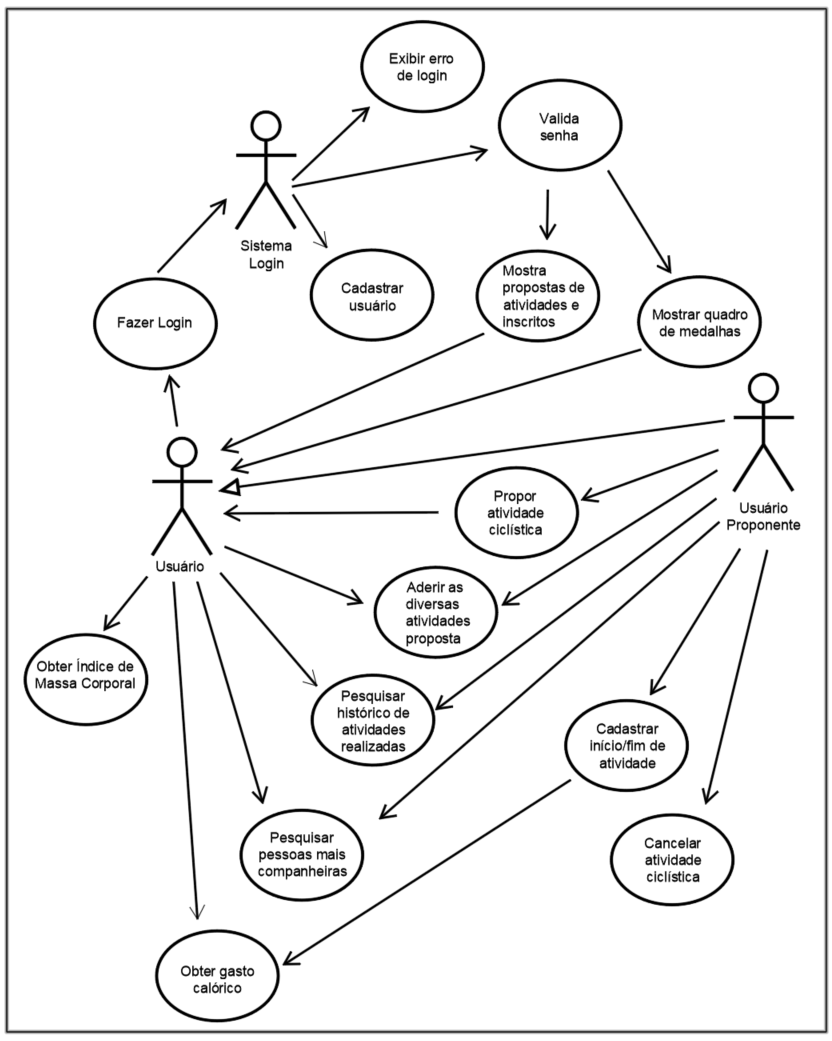 Exibir erro
de login
Valida
senha
Sistema
Login
Cadastrar
usuário
Mostra
propostas de
atividades e
inscritos
Mostrar quadro
de medalhas
Fazer Login
Usuário
Proponente
Propor
atividade
ciclística
Usuário
Aderir as
diversas
atividades
proposta
Obter Índice de
Massa Corporal
Pesquisar
histórico de
atividades
realizadas
Cadastrar
início/fim de
atividade
Pesquisar
pessoas mais
companheiras
Cancelar
atividade
ciclística
Obter gasto
calórico